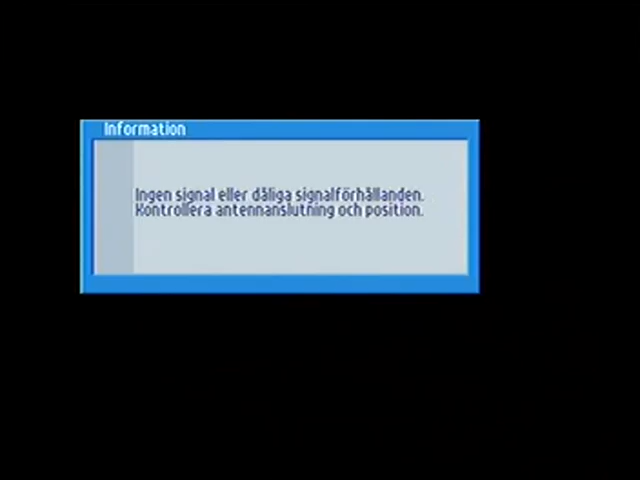 Information
Ingen signal eller dåliga signalförhållanden.
Kontrollera antennanslutning och position.